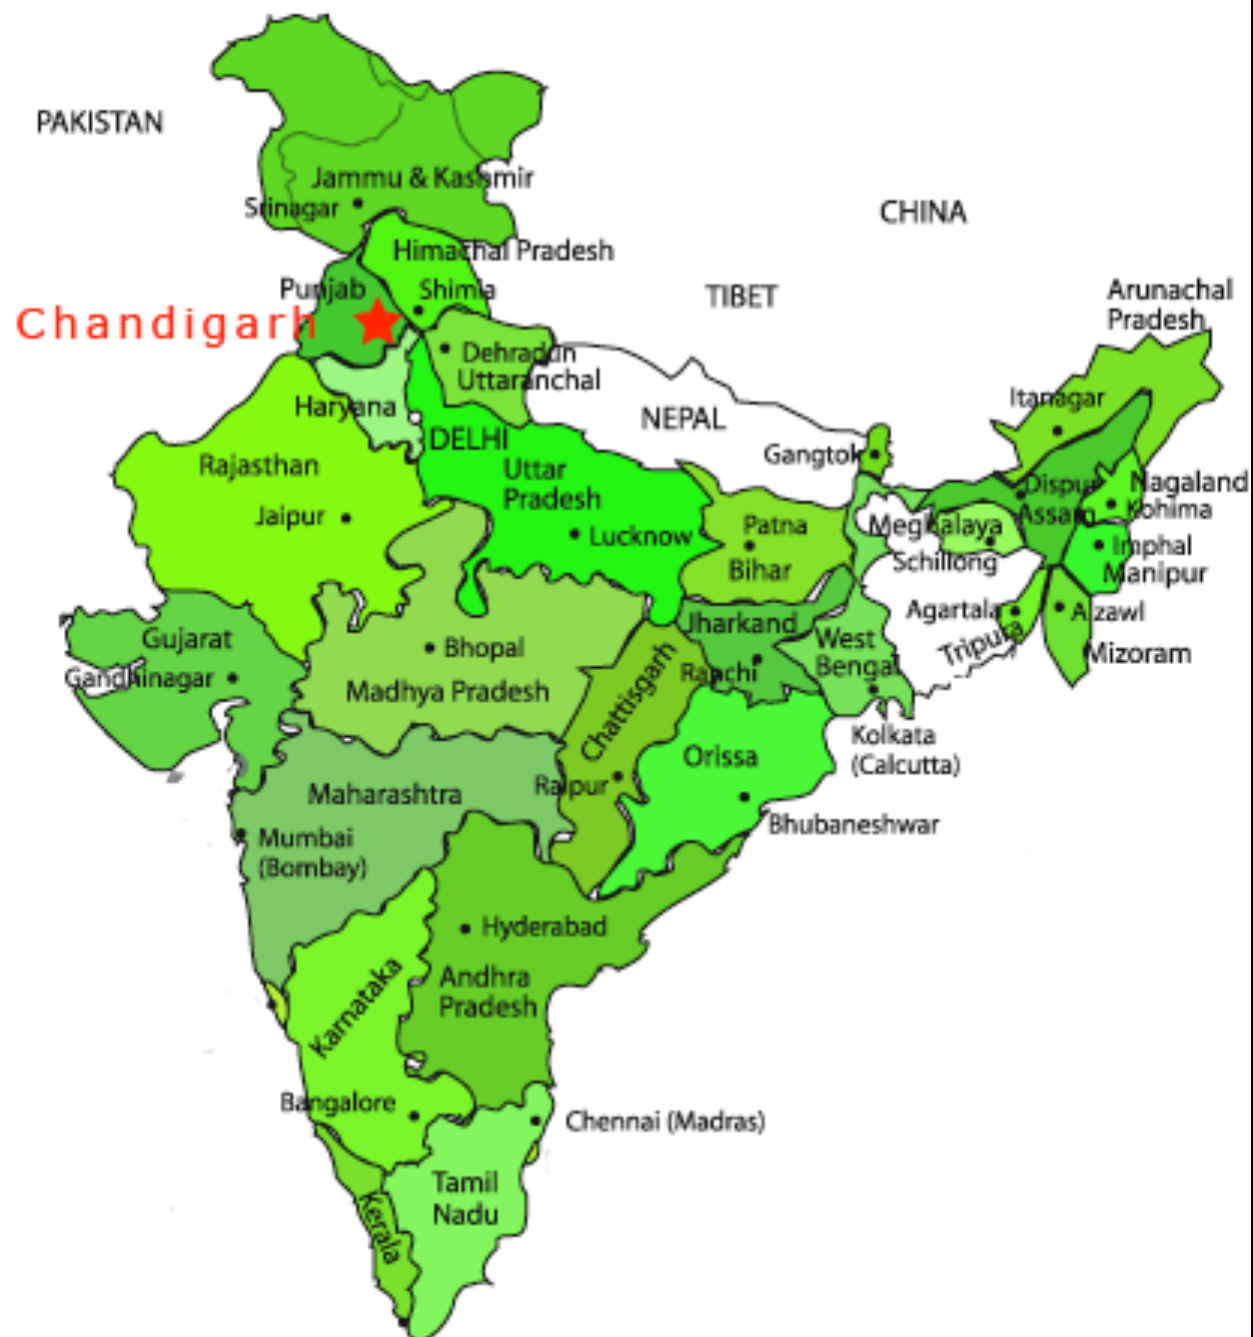 PAKISTAN
Jammu & Kashmir
Srinagar
CHINA
Himachal Pradesh
Punjab
Shimla
TIBET
Arunachal
Pradesh
Chandigarh
Dehradun
Uttaranchal
Haryana
DELHI
NEPAL
Itanagar
Gangtok
Rajasthan
Uttar
Pradesh
Dispur
Nagaland
Kohima
Jaipur
Lucknow
Patna
Meghalaya
Assam
Bihar
Schillong
Imphal
Manipur
Gujarat
Jharkand
West
Bengal
Agartala
Tripura
Aizawl
Mizoram
Bhopal
Gandhinagar
Madhya Pradesh
Ranchi
Chattisgarh
Kolkata
(Calcutta)
Orissa
Maharashtra
Raipur
Bhubaneshwar
Mumbai
(Bombay)
Hyderabad
Andhra
Pradesh
Karnataka
Bangalore
Chennai (Madras)
Tamil
Nadu
Kerala